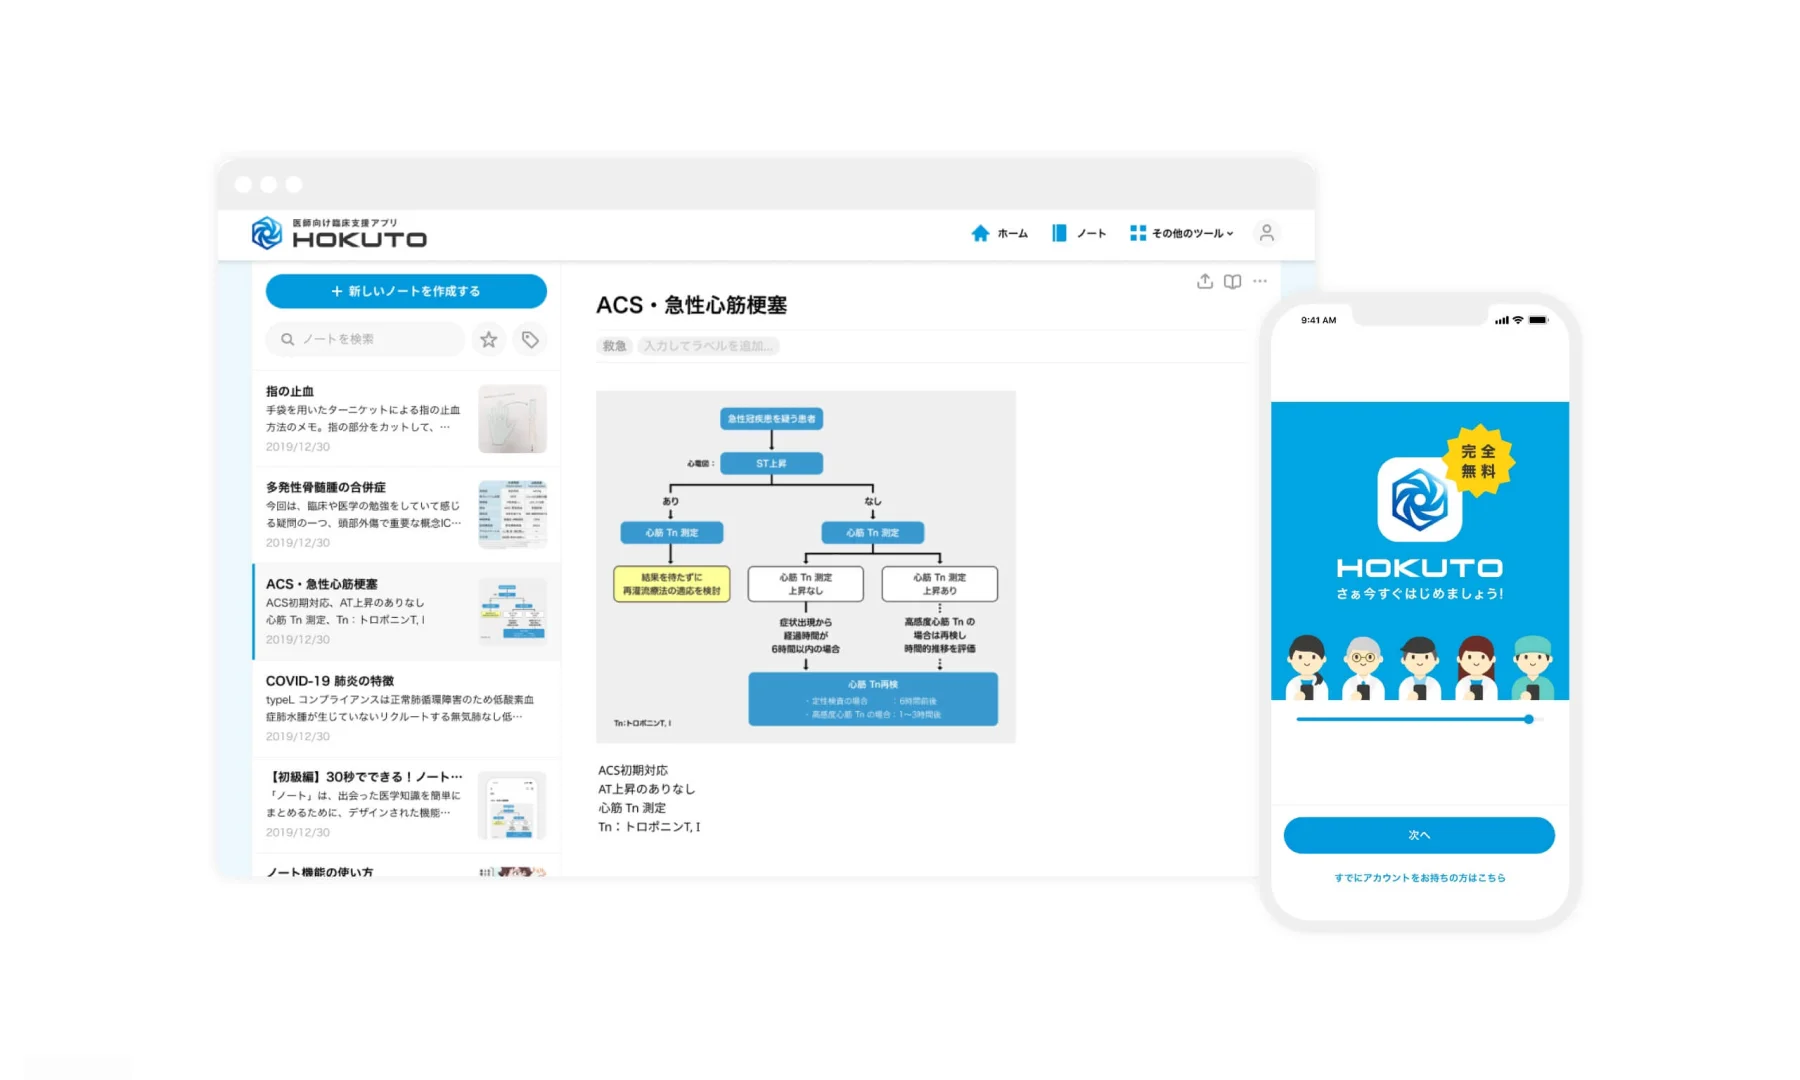 医師向け臨床支援アプリ
HOKUTO
ホーム
ノート
その他のツール
+ 新しいノートを作成する
ノートを検索
指の止血
手袋を用いたターニケットによる指の止血
方法のメモ。指の部分をカットして、…
2019/12/30
多発性骨髄腫の合併症
今回は、臨床や医学の勉強をしていて感じ
る疑問の一つ、頭部外傷で重要な概念IC…
2019/12/30
ACS・急性心筋梗塞
ACS初期対応、AT上昇のありなし
心筋 Tn 測定、Tn：トロポニンT, I
2019/12/30
COVID-19 肺炎の特徴
typeL コンプライアンスは正常肺循環障害のため低酸素血
症肺水腫が生じていないリクルートする無気肺なし低…
2019/12/30
【初級編】30秒でできる！ノート…
「ノート」は、出会った医学知識を簡単に
まとめるために、デザインされた機能…
2019/12/30
ノート機能の使い方
ACS・急性心筋梗塞
救急
入力してラベルを追加...
急性冠疾患を疑う患者
心電図：
ST上昇
あり
なし
心筋 Tn 測定
心筋 Tn 測定
結果を待たずに
再灌流療法の適応を検討
心筋 Tn 測定
上昇なし
心筋 Tn 測定
上昇あり
症状出現から
経過時間が
6時間以内の場合
高感度心筋 Tn の
場合は再検し
時間的推移を評価
心筋 Tn再検
・定性検査の場合 ：6時間前後
・高感度心筋 Tn の場合：1〜3時間後
Tn：トロポニンT, I
ACS初期対応
AT上昇のありなし
心筋 Tn 測定
Tn：トロポニンT, I
9:41 AM
完全
無料
HOKUTO
さぁ今すぐはじめましょう!
次へ
すでにアカウントをお持ちの方はこちら